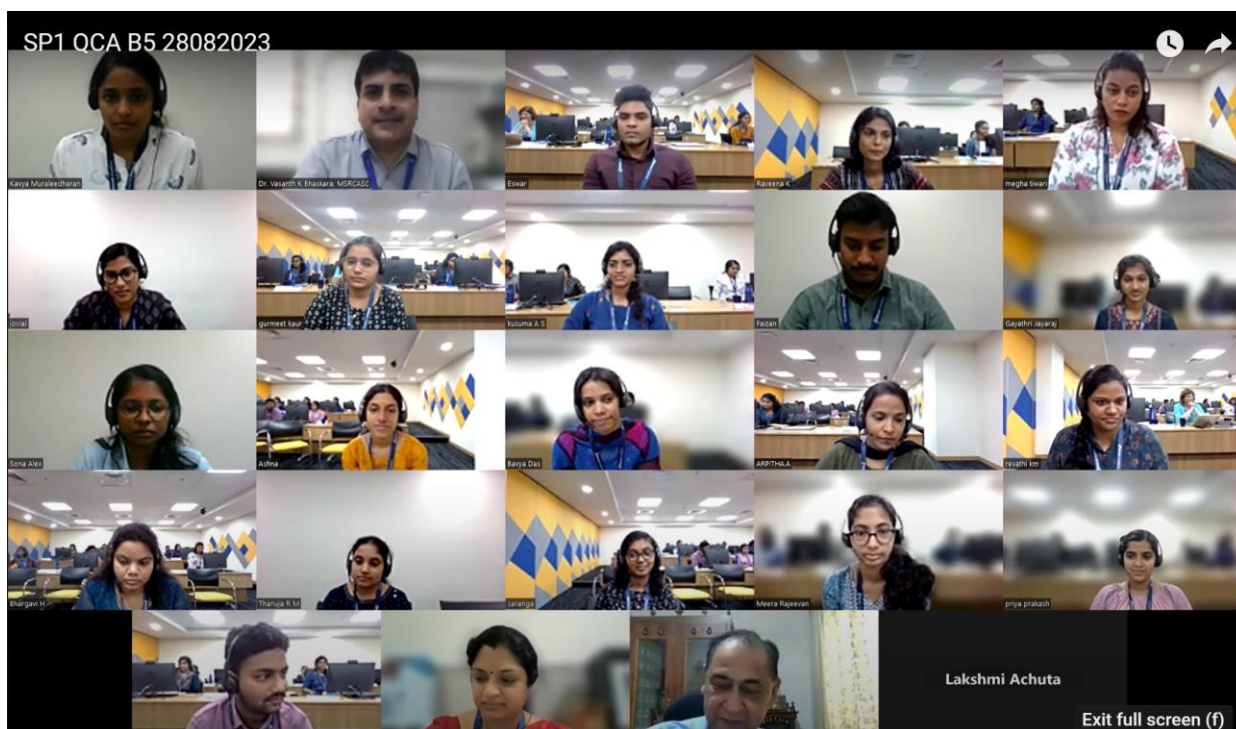 SP1 QCA B5 28082023
Kavya Muraleedharan
Dr. Vasanth K Bhaskara, MSRCASC
Eswar
Raveena K
megha tiwari
jovial
gurmeet kaur
kusuma A S
Faizan
Gayathri Jayaraj
Sona Alex
Ashna
Bavya Das
ARPITHA.A
revathi km
Bhargavi H
Thanuja R M
saranga
Meera Rajeevan
priya prakash
Lakshmi Achuta
Exit full screen (f)